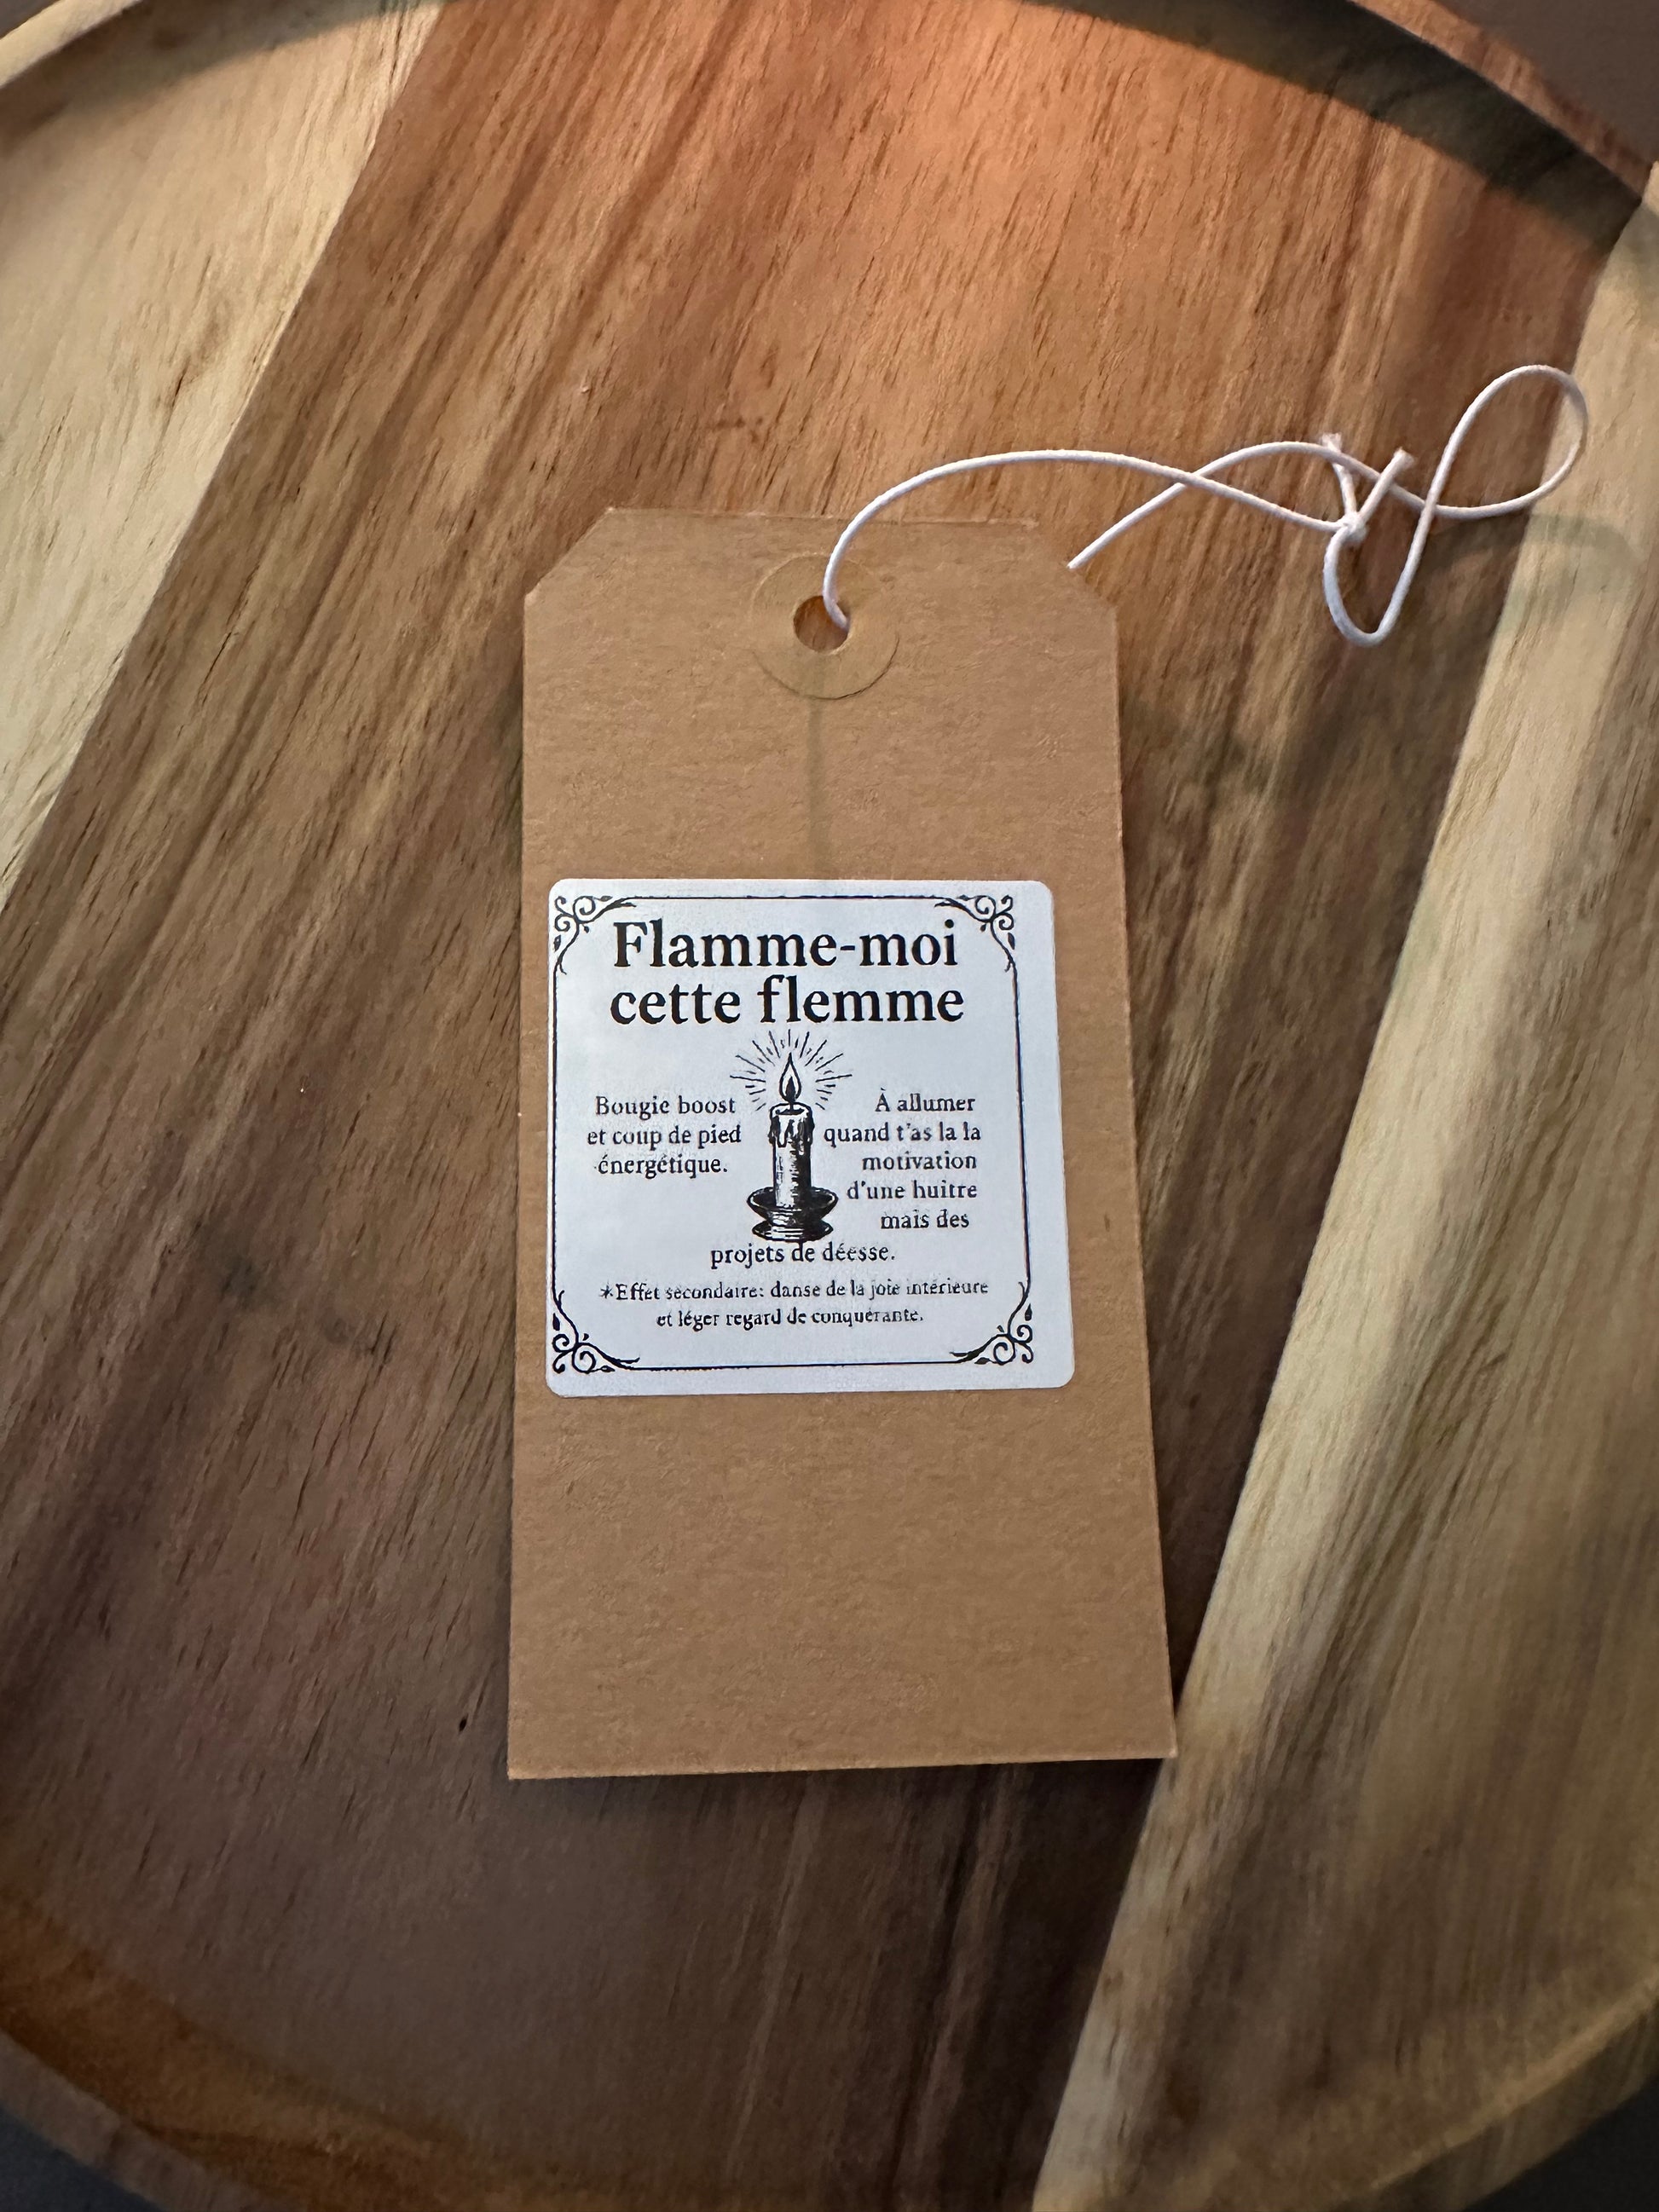 Flamme-moi
cette flemme
Bougie boost
et coup de pied
énergétique.
À allumer
quand t'as la la
motivation
d'une huitre
mais des
projets de déesse.
*Effet secondaire: danse de la joie intérieure
et léger regard de conquérante.